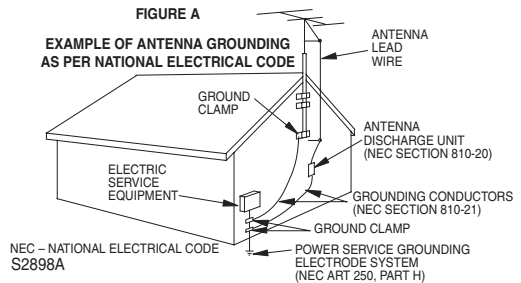 FIGURE A
EXAMPLE OF ANTENNA GROUNDING
AS PER NATIONAL ELECTRICAL CODE
ANTENNA
LEAD
WIRE
GROUND
CLAMP
ANTENNA
DISCHARGE UNIT
(NEC SECTION 810-20)
ELECTRIC
SERVICE
EQUIPMENT
GROUNDING CONDUCTORS
(NEC SECTION 810-21)
GROUND CLAMP
POWER SERVICE GROUNDING
ELECTRODE SYSTEM
(NEC ART 250, PART H)
NEC – NATIONAL ELECTRICAL CODE
S2898A